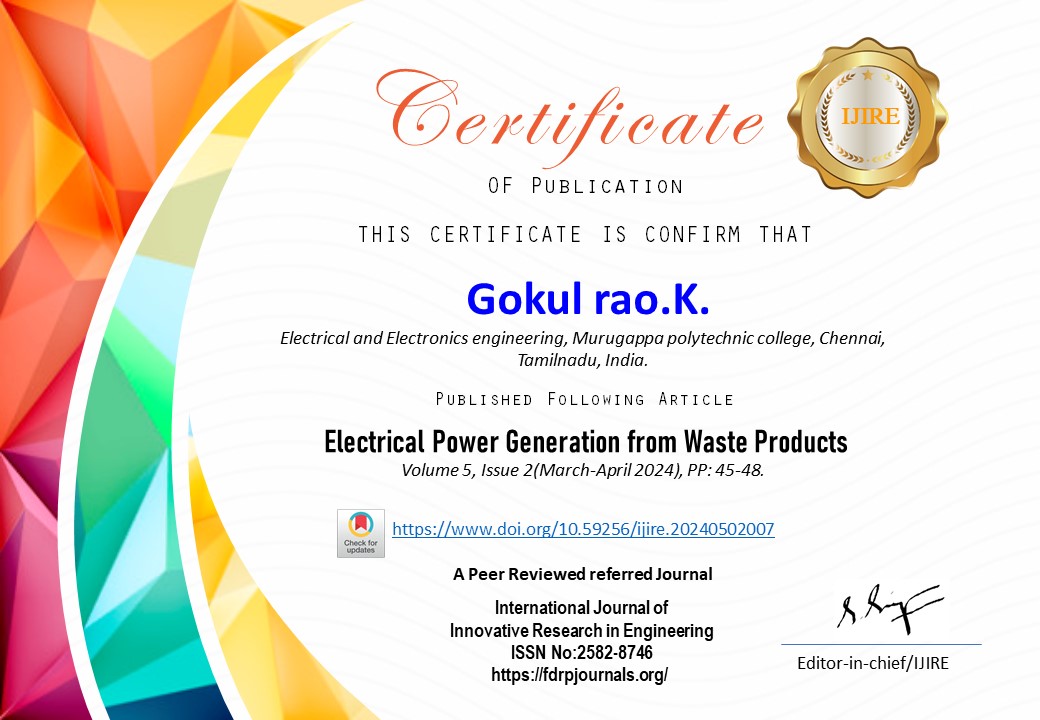 Certificate
IJIRE
OF PUBLICATION
THIS CERTIFICATE IS CONFIRM THAT
Gokul rao.K.
Electrical and Electronics engineering, Murugappa polytechnic college, Chennai,
Tamilnadu, India.
PUBLISHED FOLLOWING ARTICLE
Electrical Power Generation from Waste Products
Volume 5, Issue 2(March-April 2024), PP: 45-48.
Check for
updates
https://www.doi.org/10.59256/ijire.20240502007
A Peer Reviewed referred Journal
International Journal of
Innovative Research in Engineering
ISSN No:2582-8746
https://fdrpjournals.org/
Editor-in-chief/IJIRE